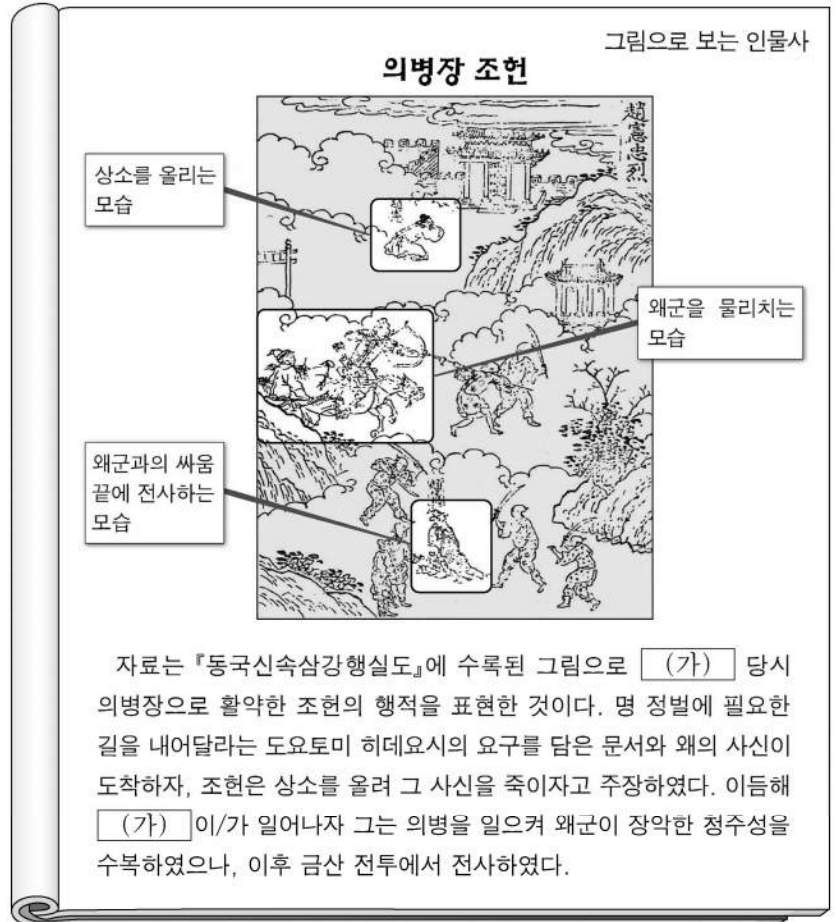 그림으로 보는 인물사
의병장 조헌
趙憲忠烈
상소를 올리는
모습
趙憲
왜군을 물리치는
모습
왜군과의 싸움
끝에 전사하는
모습
자료는 『동국신속삼강행실도』에 수록된 그림으로 (가) 당시
의병장으로 활약한 조헌의 행적을 표현한 것이다. 명 정벌에 필요한
길을 내어달라는 도요토미 히데요시의 요구를 담은 문서와 왜의 사신이
도착하자, 조헌은 상소를 올려 그 사신을 죽이자고 주장하였다. 이듬해
(가) 이/가 일어나자 그는 의병을 일으켜 왜군이 장악한 청주성을
수복하였으나, 이후 금산 전투에서 전사하였다.